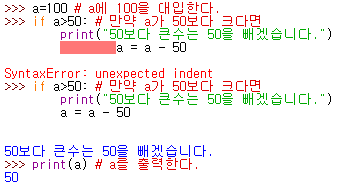 >>> a=100 # a에 100을 대입한다.
>>> if a>50: # 만약 a가 50보다 크다면
print("50보다 큰수는 50을 빼겠습니다.")
a = a - 50
SyntaxError: unexpected indent
>>> if a>50: # 만약 a가 50보다 크다면
print("50보다 큰수는 50을 빼겠습니다.")
a = a - 50
50보다 큰수는 50을 빼겠습니다.
>>> print(a) # a를 출력한다.
50